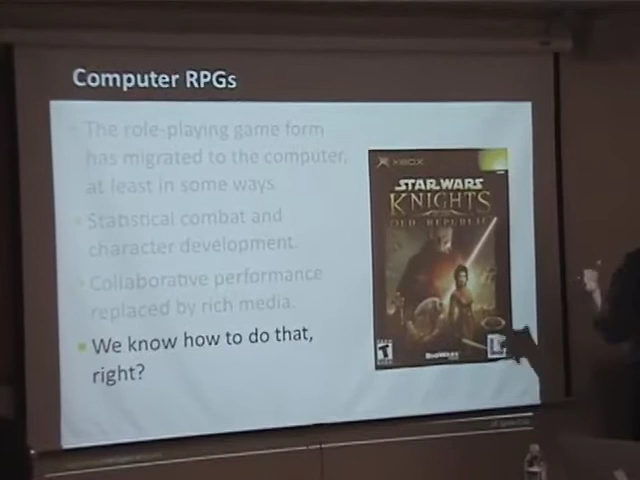 Computer RPGs
The role-playing game form
has migrated to the computer,
at least in some ways.
Statistical combat and
character development.
Collaborative performance
replaced by rich media.
We know how to do that,
right?
XBOX
STAR WARS
KNIGHTS
OLD REPUBLIC
T
BIOWARE